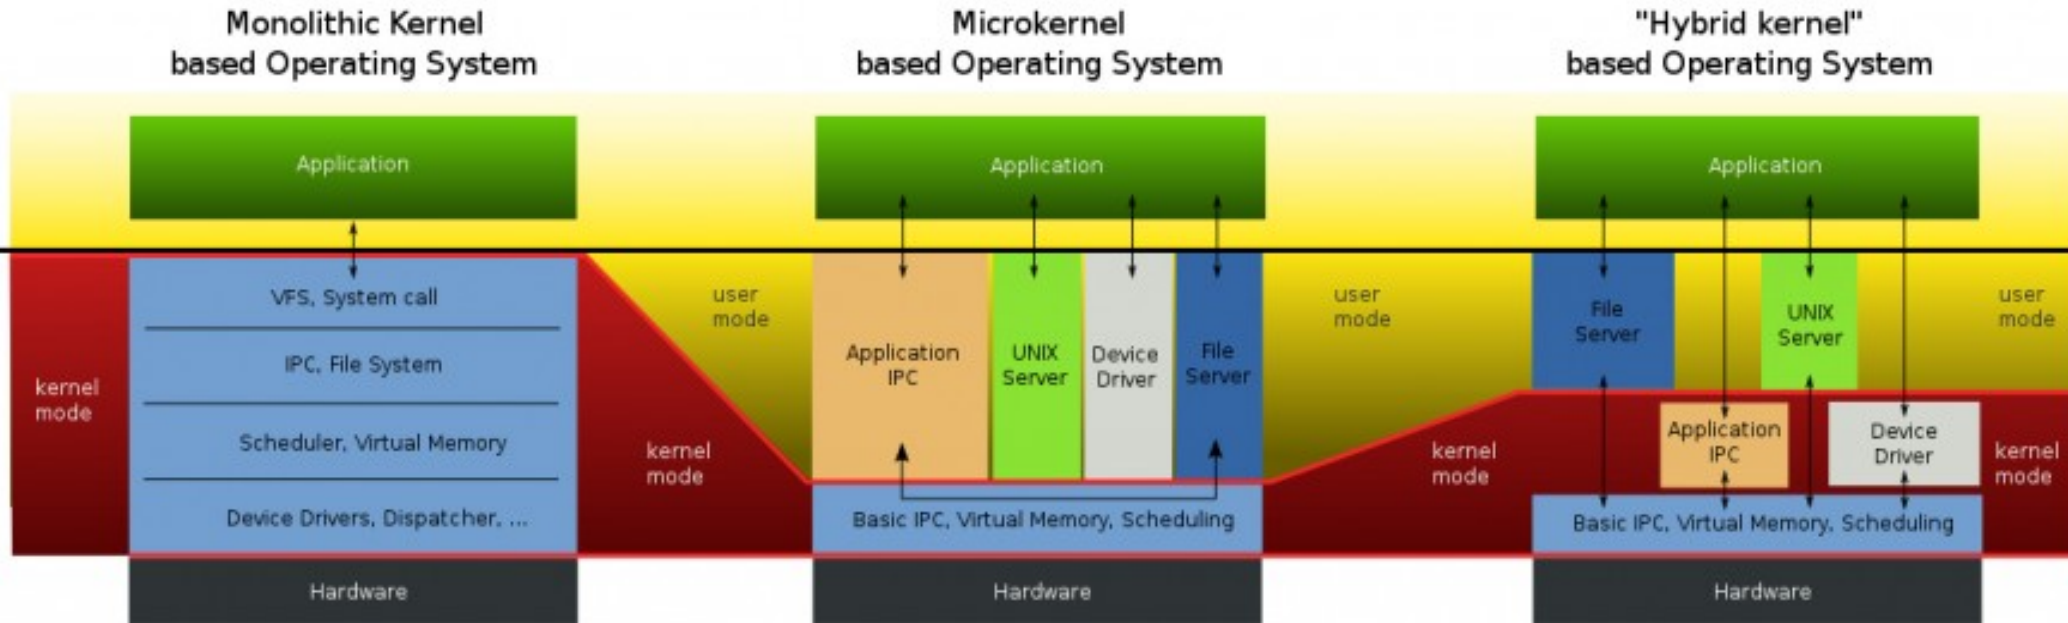 Monolithic Kernel
based Operating System
Application
VFS, System call
IPC, File System
Scheduler, Virtual Memory
Device Drivers, Dispatcher, ...
Hardware
kernel
mode
kernel
mode
user
mode
Microkernel
based Operating System
Application
Application
IPC
UNIX
Server
Device
Driver
File
Server
Basic IPC, Virtual Memory, Scheduling
Hardware
user
mode
kernel
mode
"Hybrid kernel"
based Operating System
Application
File
Server
UNIX
Server
Application
IPC
Device
Driver
Basic IPC, Virtual Memory, Scheduling
Hardware
user
mode
kernel
mode